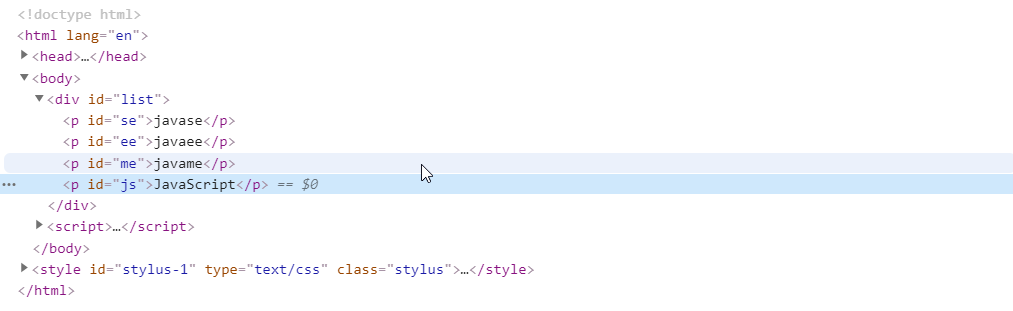 <!doctype html>
<html lang="en">
<head>…</head>
<body>
<div id="list">
<p id="se">javase</p>
<p id="ee">javaee</p>
<p id="me">javame</p>
<p id="js">JavaScript</p> == $0
</div>
<script>…</script>
</body>
<style id="stylus-1" type="text/css" class="stylus">…</style>
</html>